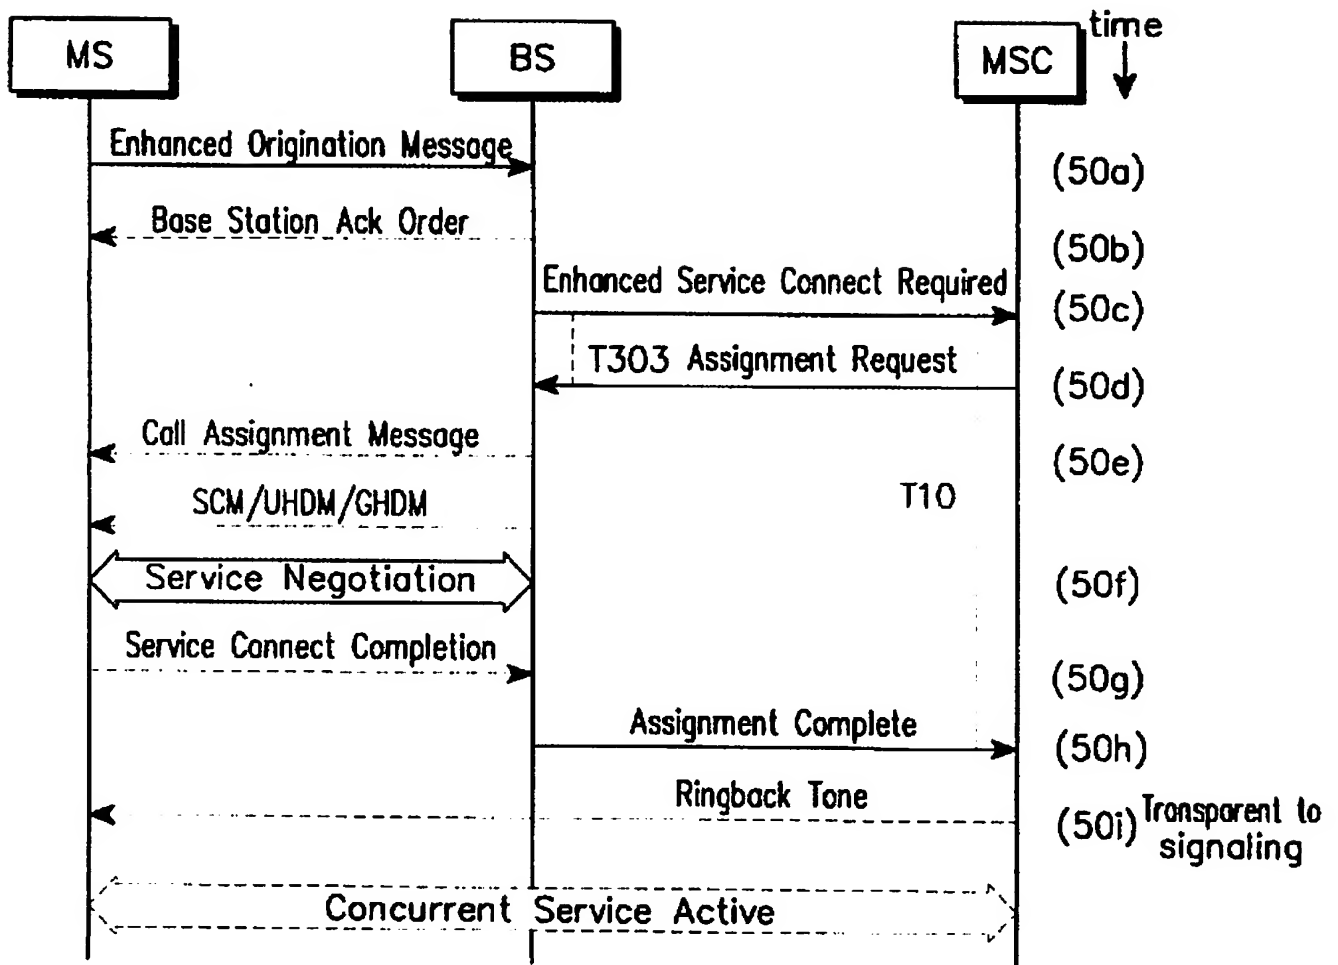 MS
BS
MSC
time
Enhanced Origination Message
(50a)
Base Station Ack Order
(50b)
Enhanced Service Connect Required
(50c)
T303 Assignment Request
(50d)
Call Assignment Message
(50e)
SCM/UHDM/GHDM
T10
Service Negotiation
(50f)
Service Connect Completion
(50g)
Assignment Complete
(50h)
Ringback Tone
(50i) Transparent to
signaling
Concurrent Service Active